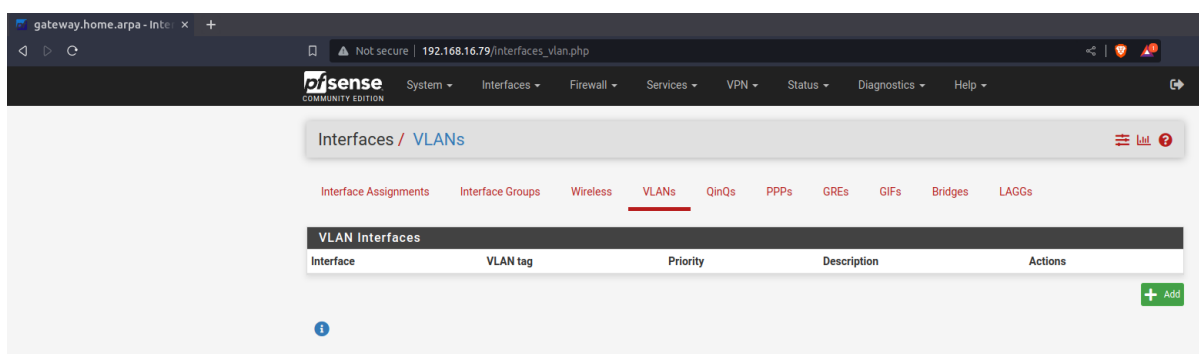 gateway.home.arpa - Inter
Not secure | 192.168.16.79/interfaces_vlan.php
pfsense System Interfaces Firewall Services VPN Status Diagnostics Help
COMMUNITY EDITION
Interfaces / VLANs
Interface Assignments Interface Groups Wireless VLANs QinQs PPPs GREs GIFs Bridges LAGGs
VLAN Interfaces
Interface VLAN tag Priority Description Actions
+ Add